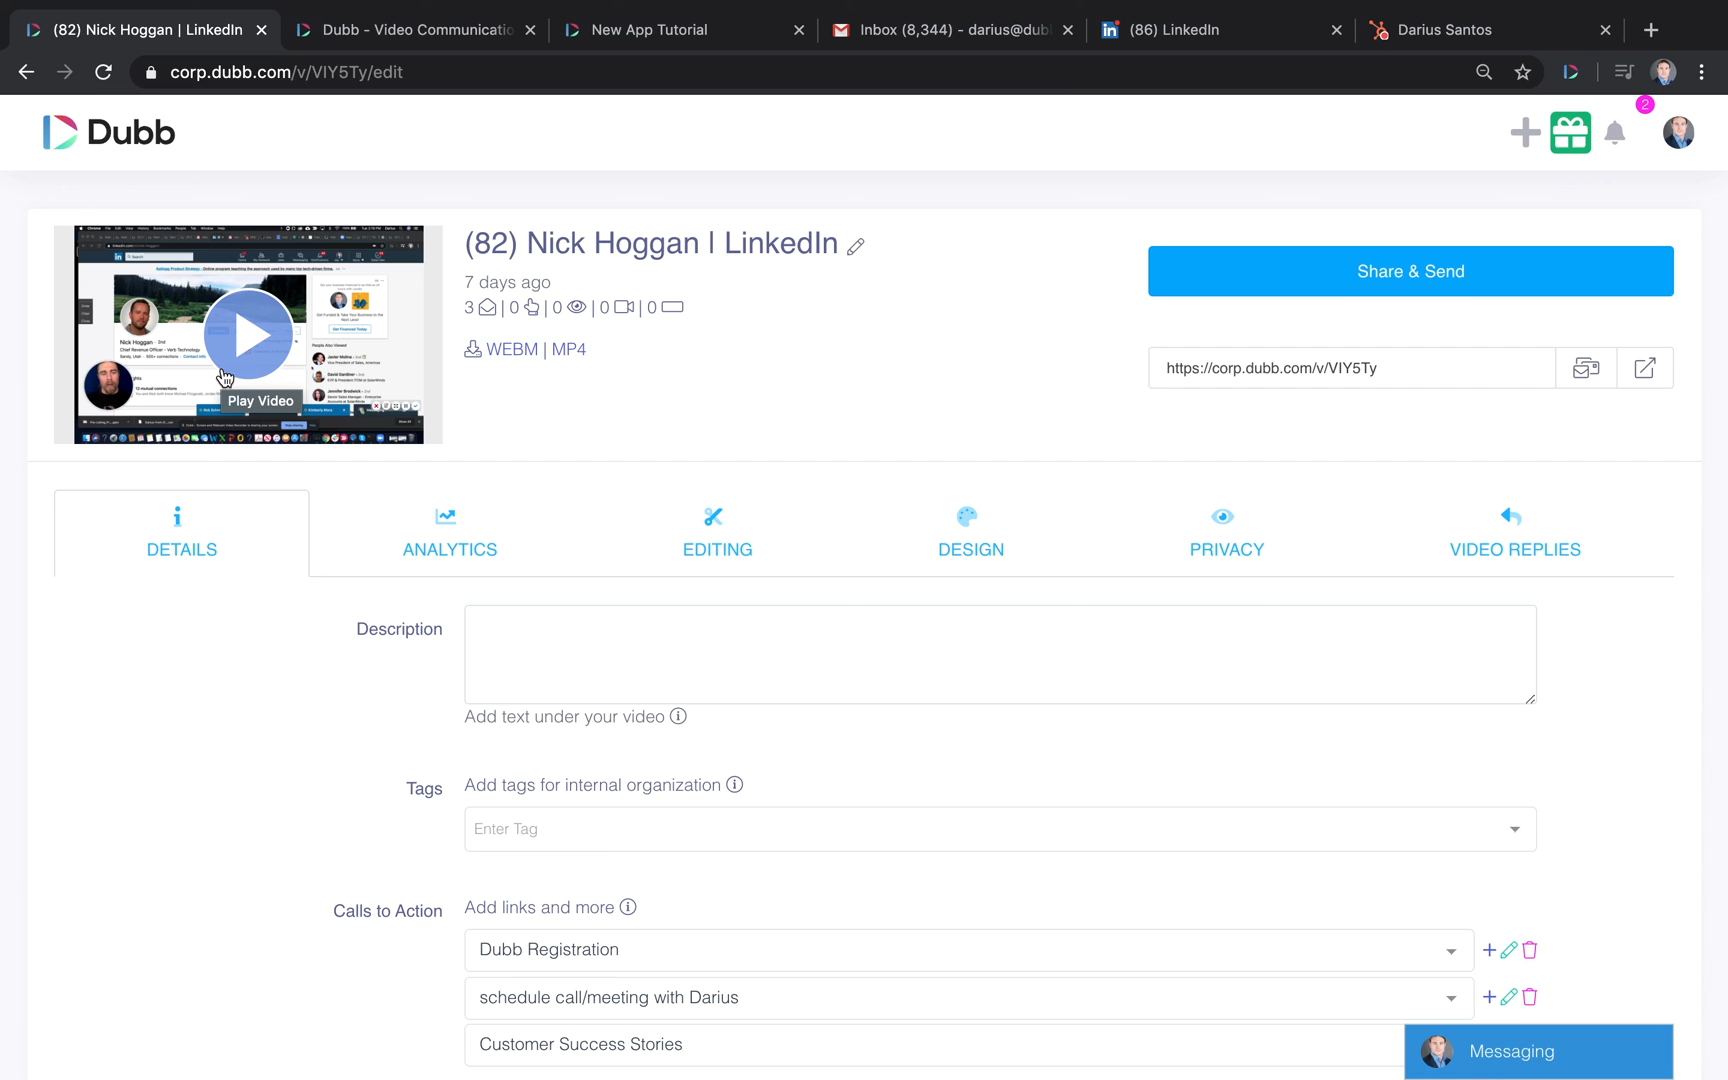 (82) Nick Hoggan | LinkedIn
Dubb - Video Communicatio
New App Tutorial
Inbox (8,344) - darius@dub
(86) LinkedIn
Darius Santos
corp.dubb.com/v/VIY5Ty/edit
2
Dubb
(82) Nick Hoggan | LinkedIn
7 days ago
3 | 0 | 0 | 0 | 0
WEBM | MP4
Play Video
Share & Send
https://corp.dubb.com/v/VIY5Ty
DETAILS
ANALYTICS
EDITING
DESIGN
PRIVACY
VIDEO REPLIES
Description
Add text under your video
Tags
Add tags for internal organization
Enter Tag
Calls to Action
Add links and more
Dubb Registration
schedule call/meeting with Darius
Customer Success Stories
Messaging